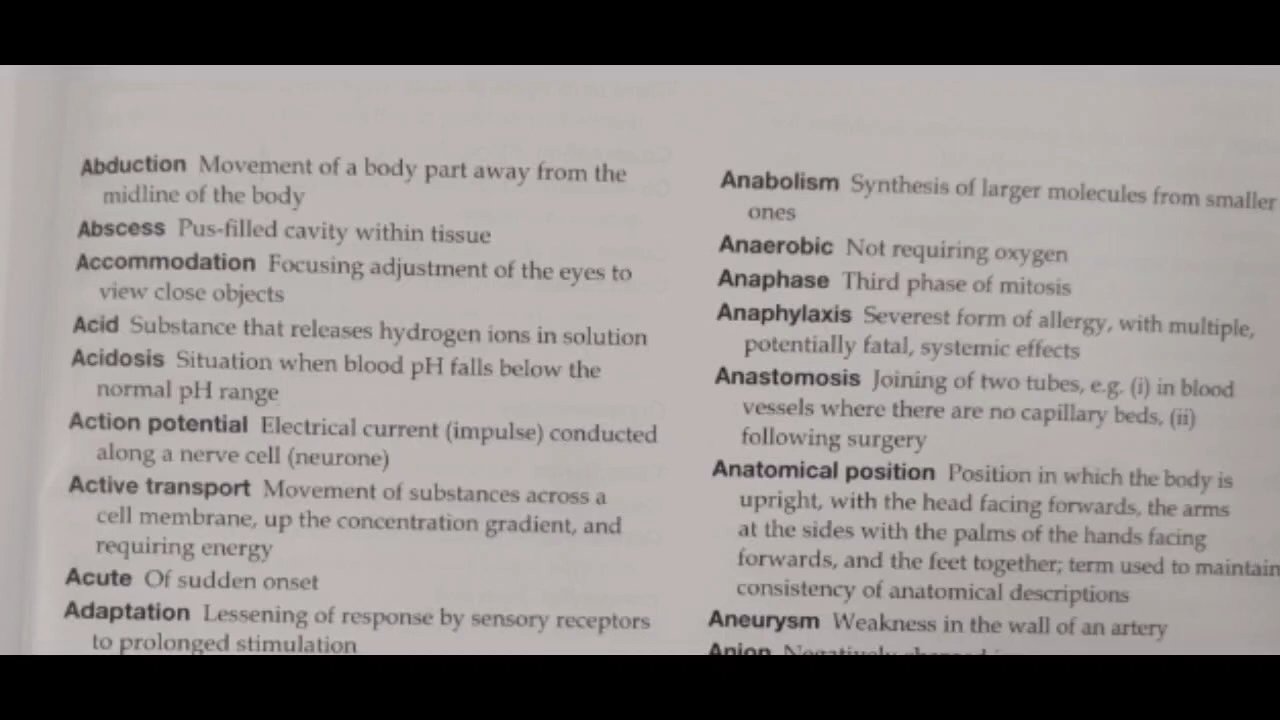 Abduction Movement of a body part away from the
midline of the body
Abscess Pus-filled cavity within tissue
Accommodation Focusing adjustment of the eyes to
view close objects
Acid Substance that releases hydrogen ions in solution
Acidosis Situation when blood pH falls below the
normal pH range
Action potential Electrical current (impulse) conducted
along a nerve cell (neurone)
Active transport Movement of substances across a
cell membrane, up the concentration gradient, and
requiring energy
Acute Of sudden onset
Adaptation Lessening of response by sensory receptors
to prolonged stimulation
Anabolism Synthesis of larger molecules from smaller
ones
Anaerobic Not requiring oxygen
Anaphase Third phase of mitosis
Anaphylaxis Severest form of allergy, with multiple,
potentially fatal, systemic effects
Anastomosis Joining of two tubes, e.g. (i) in blood
vessels where there are no capillary beds, (ii)
following surgery
Anatomical position Position in which the body is
upright, with the head facing forwards, the arms
at the sides with the palms of the hands facing
forwards, and the feet together; term used to maintain
consistency of anatomical descriptions
Aneurysm Weakness in the wall of an artery
Anion Negatively charged